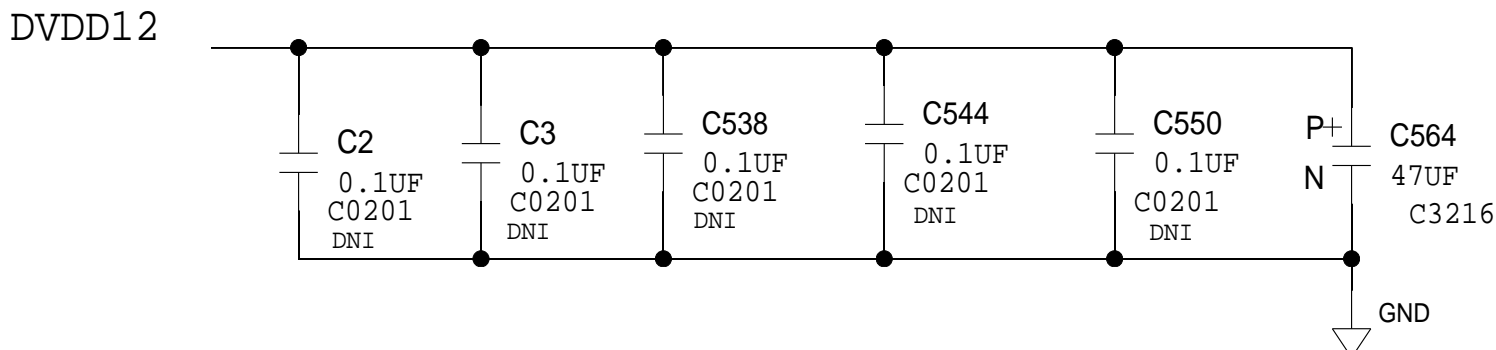 DVDD12
C2
0.1UF
C0201
DNI
C3
0.1UF
C0201
DNI
C538
0.1UF
C0201
DNI
C544
0.1UF
C0201
DNI
C550
0.1UF
C0201
DNI
P+
N
C564
47UF
C3216
GND